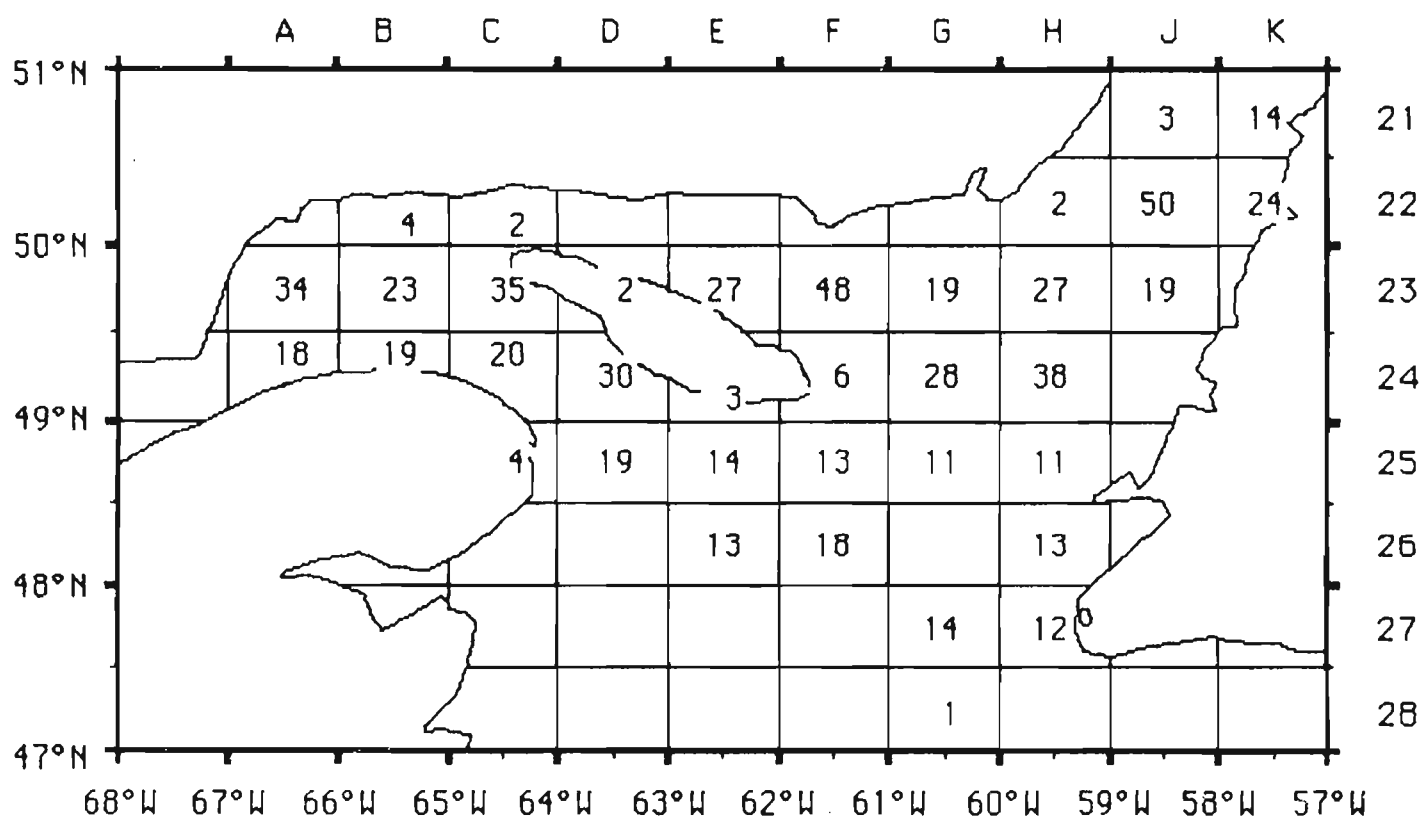 A B C D E F G H J K
51°N 3 14 21
4 2 2 50 24 22
50°N
34 23 35 2 27 48 19 27 19 23
18 19 20 30 3 6 28 38 24
49°N
4 19 14 13 11 11 25
13 18 13 26
48°N
14 12 27
1 28
47°N
68°W 67°W 66°W 65°W 64°W 63°W 62°W 61°W 60°W 59°W 58°W 57°W